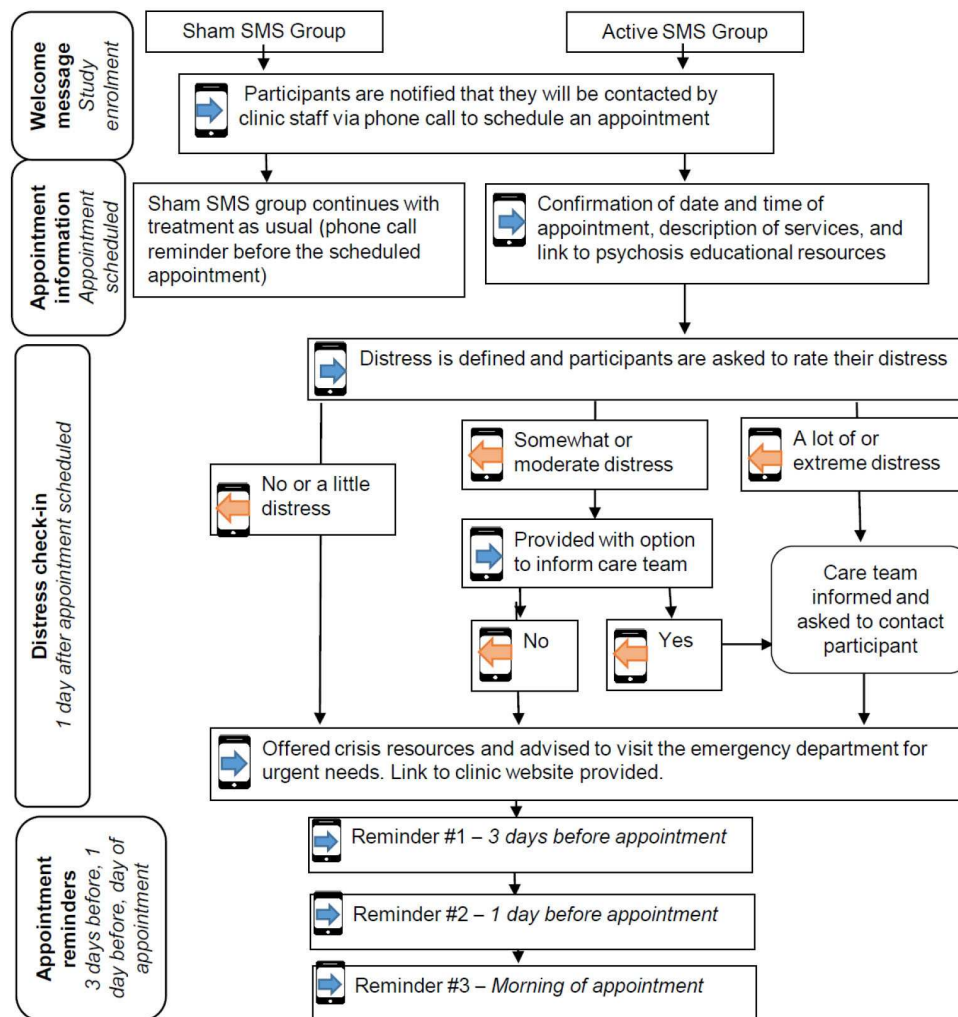 Sham SMS Group
Active SMS Group
Welcome
message
Study
enrolment
Participants are notified that they will be contacted by
clinic staff via phone call to schedule an appointment
Appointment
information
Appointment
scheduled
Sham SMS group continues with
treatment as usual (phone call
reminder before the scheduled
appointment)
Confirmation of date and time of
appointment, description of services, and
link to psychosis educational resources
Distress check-in
1 day after appointment scheduled
Distress is defined and participants are asked to rate their distress
No or a little
distress
Somewhat or
moderate distress
A lot of or
extreme distress
Provided with option
to inform care team
No
Yes
Care team
informed and
asked to contact
participant
Offered crisis resources and advised to visit the emergency department for
urgent needs. Link to clinic website provided.
Appointment
reminders
3 days before, 1
day before, day of
appointment
Reminder #1 – 3 days before appointment
Reminder #2 – 1 day before appointment
Reminder #3 – Morning of appointment